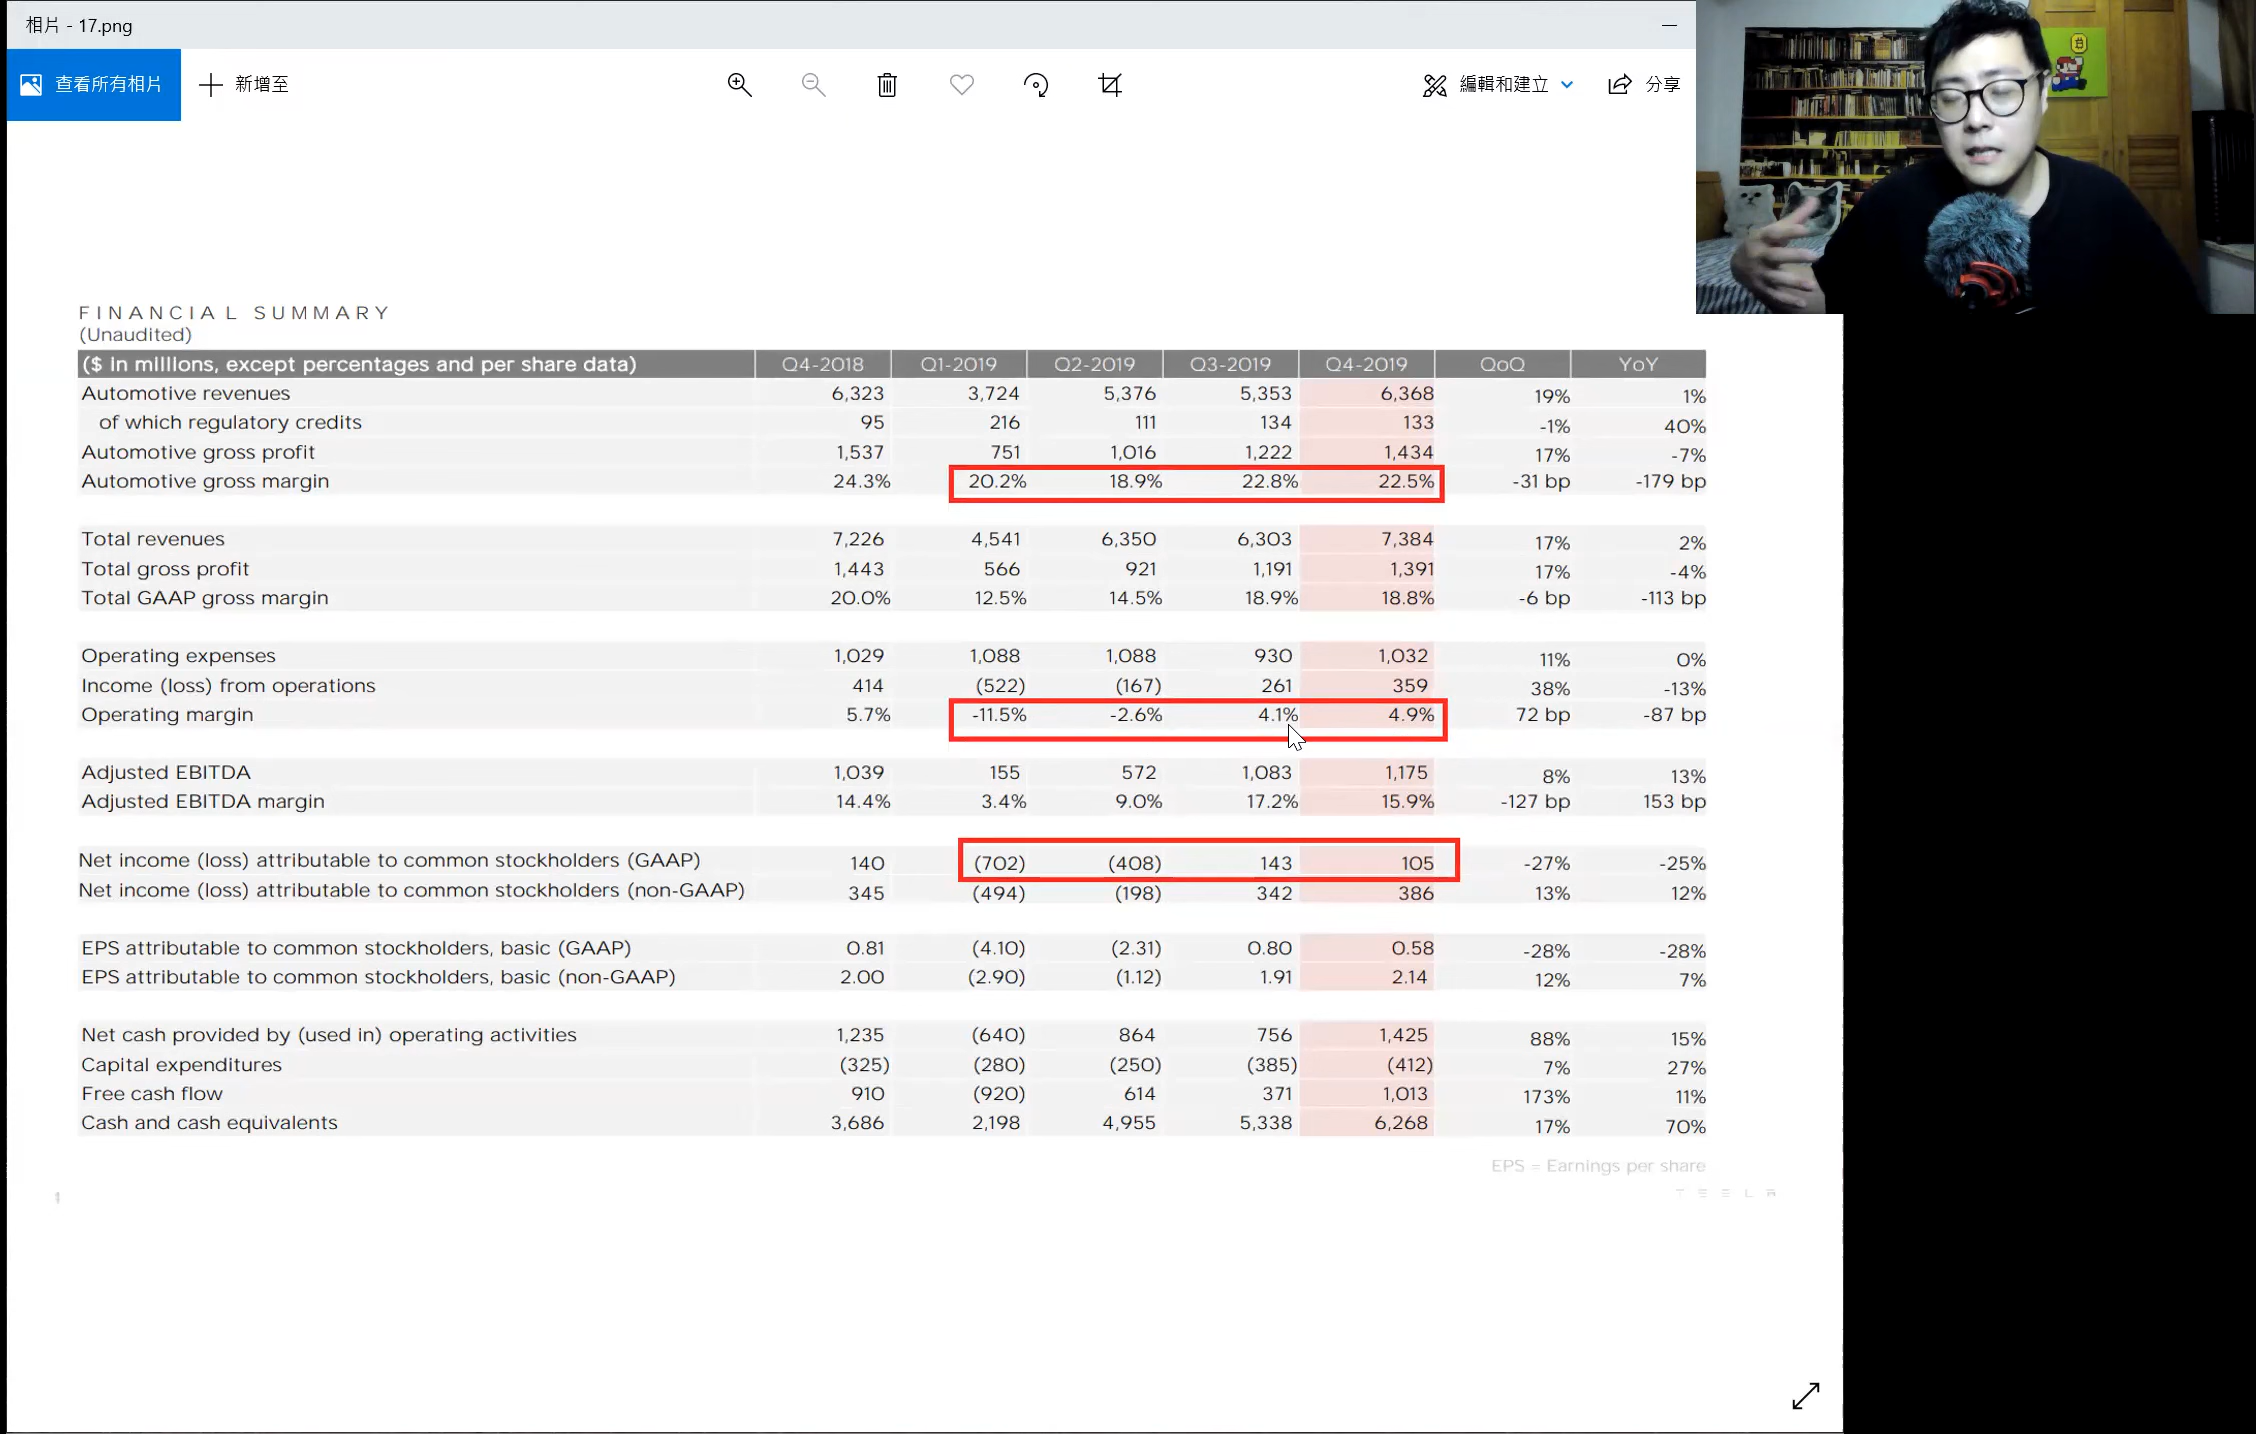 相片 - 17.png
查看所有相片 新增至 編輯和建立 分享
FINANCIAL SUMMARY
(Unaudited)
($ in millions, except percentages and per share data) Q4-2018 Q1-2019 Q2-2019 Q3-2019 Q4-2019 QoQ YoY
Automotive revenues 6,323 3,724 5,376 5,353 6,368 19% 1%
of which regulatory credits 95 216 111 134 133 -1% 40%
Automotive gross profit 1,537 751 1,016 1,222 1,434 17% -7%
Automotive gross margin 24.3% 20.2% 18.9% 22.8% 22.5% -31 bp -179 bp
Total revenues 7,226 4,541 6,350 6,303 7,384 17% 2%
Total gross profit 1,443 566 921 1,191 1,391 17% -4%
Total GAAP gross margin 20.0% 12.5% 14.5% 18.9% 18.8% -6 bp -113 bp
Operating expenses 1,029 1,088 1,088 930 1,032 11% 0%
Income (loss) from operations 414 (522) (167) 261 359 38% -13%
Operating margin 5.7% -11.5% -2.6% 4.1% 4.9% 72 bp -87 bp
Adjusted EBITDA 1,039 155 572 1,083 1,175 8% 13%
Adjusted EBITDA margin 14.4% 3.4% 9.0% 17.2% 15.9% -127 bp 153 bp
Net income (loss) attributable to common stockholders (GAAP) 140 (702) (408) 143 105 -27% -25%
Net income (loss) attributable to common stockholders (non-GAAP) 345 (494) (198) 342 386 13% 12%
EPS attributable to common stockholders, basic (GAAP) 0.81 (4.10) (2.31) 0.80 0.58 -28% -28%
EPS attributable to common stockholders, basic (non-GAAP) 2.00 (2.90) (1.12) 1.91 2.14 12% 7%
Net cash provided by (used in) operating activities 1,235 (640) 864 756 1,425 88% 15%
Capital expenditures (325) (280) (250) (385) (412) 7% 27%
Free cash flow 910 (920) 614 371 1,013 173% 11%
Cash and cash equivalents 3,686 2,198 4,955 5,338 6,268 17% 70%
EPS = Earnings per share
TESLA